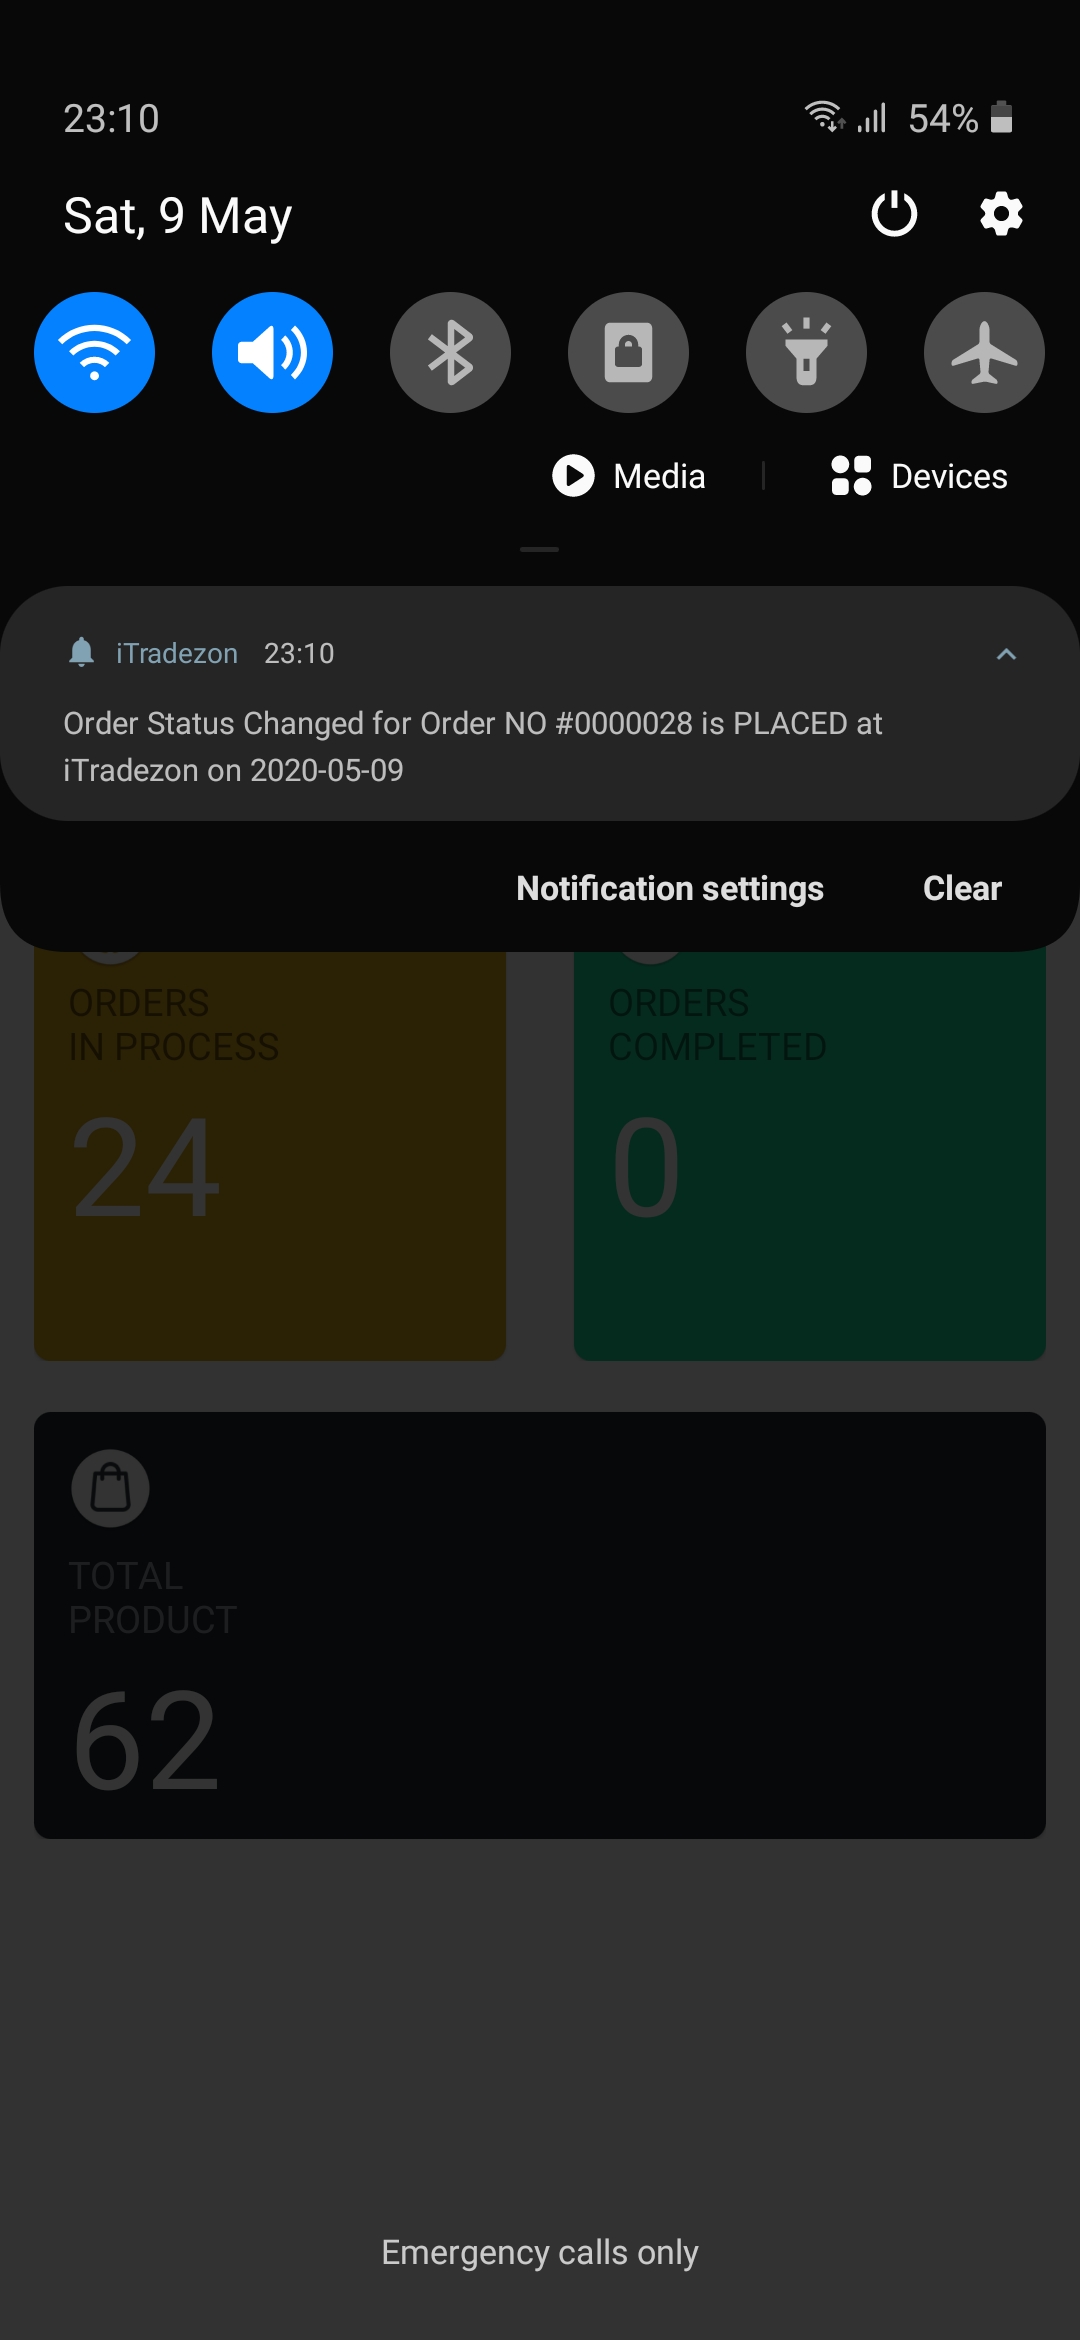 23:10 54%
Sat, 9 May
Media Devices
iTradezon 23:10
Order Status Changed for Order NO #0000028 is PLACED at
iTradezon on 2020-05-09
Notification settings Clear
ORDERS
IN PROCESS
24
ORDERS
COMPLETED
0
TOTAL
PRODUCT
62
Emergency calls only